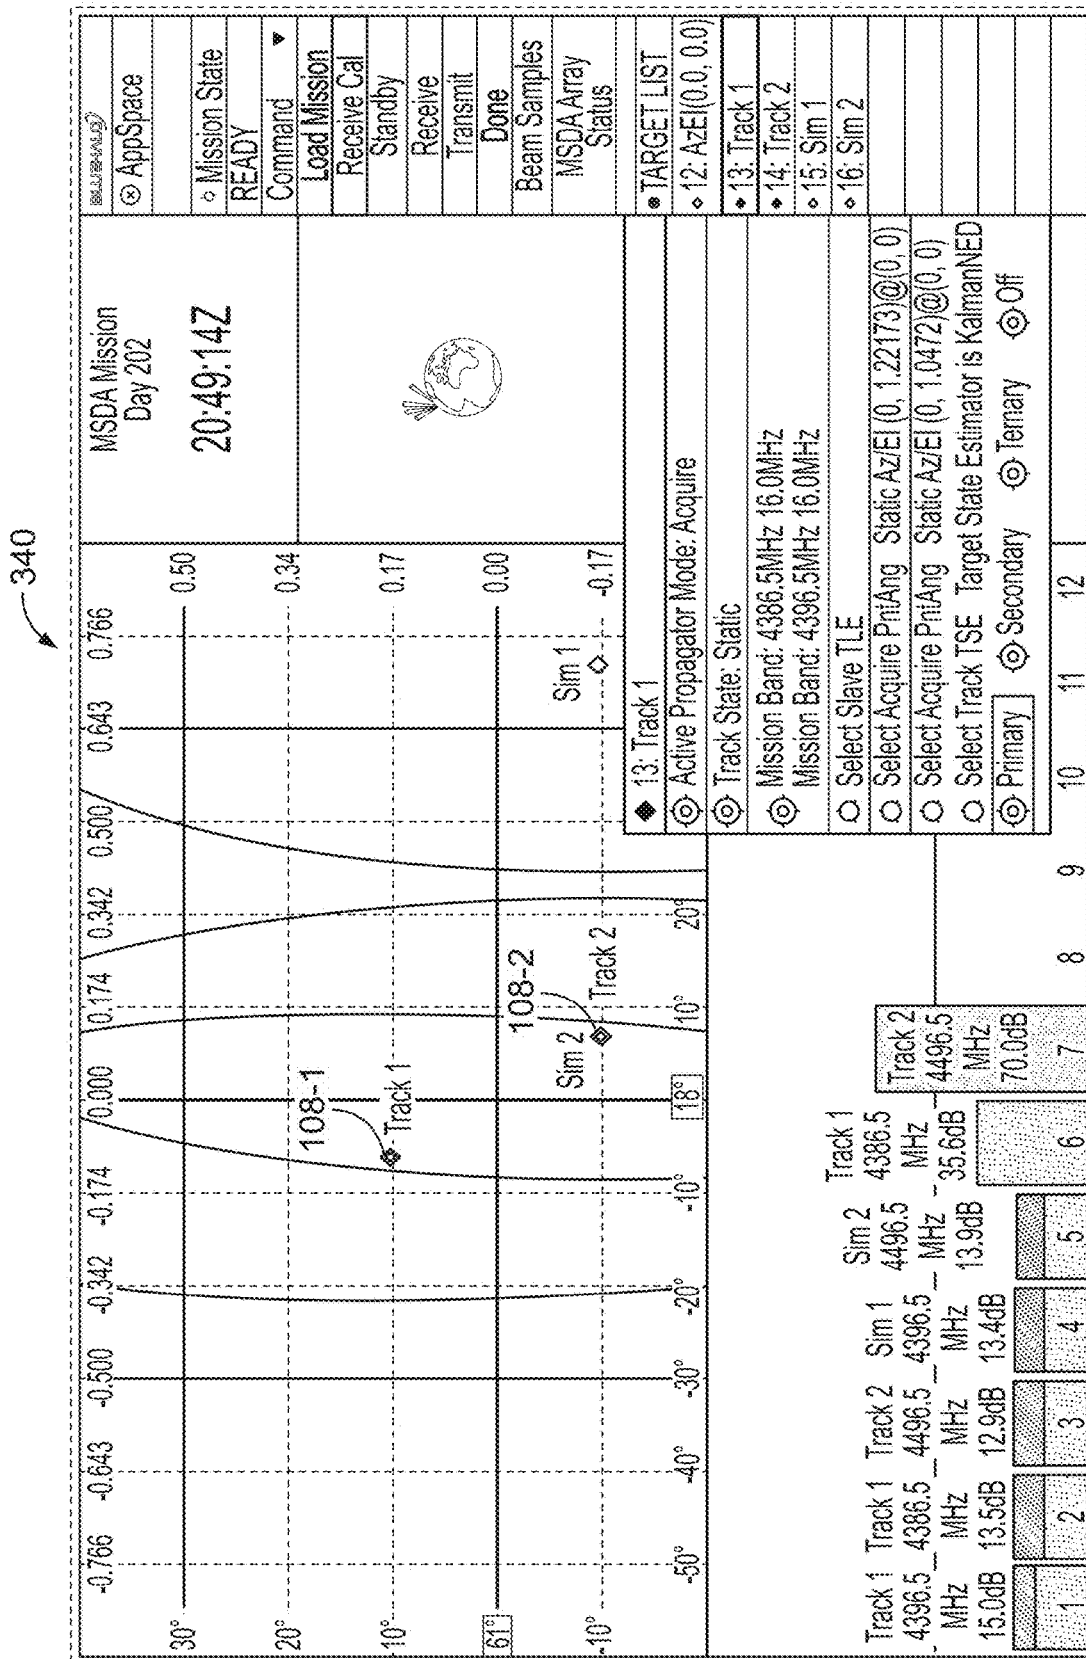 340
-0.766 -0.643 -0.500 -0.342 -0.174 0.000 0.174 0.342 0.500 0.643 0.766
30° 0.50
20° 0.34
10° 0.17
61° 0.00
-10° -0.17
-50° -40° -30° -20° -10° 18° 10° 20°
108-1
Track 1
108-2
Sim 2
Track 2
Sim 1
MSDA Mission
Day 202
20:49:14Z
BLUEHALO
AppSpace
Mission State
READY
Command
Load Mission
Receive Cal
Standby
Receive
Transmit
Done
Beam Samples
MSDA Array
Status
TARGET LIST
12: AzEl(0.0, 0.0)
13: Track 1
14: Track 2
15: Sim 1
16: Sim 2
13: Track 1
Active Propagator Mode: Acquire
Track State: Static
Mission Band: 4386.5MHz 16.0MHz
Mission Band: 4396.5MHz 16.0MHz
Select Slave TLE
Select Acquire PntAng Static Az/El (0, 1.22173)@(0, 0)
Select Acquire PntAng Static Az/El (0, 1.0472)@(0, 0)
Select Track TSE Target State Estimator is KalmanNED
Primary Secondary Ternary Off
Track 1
4396.5
MHz
15.0dB
1
Track 1
4386.5
MHz
13.5dB
2
Track 2
4496.5
MHz
12.9dB
3
Sim 1
4396.5
MHz
13.4dB
4
Sim 2
4496.5
MHz
13.9dB
5
Track 1
4386.5
MHz
35.6dB
6
Track 2
4496.5
MHz
70.0dB
7
8 9 10 11 12